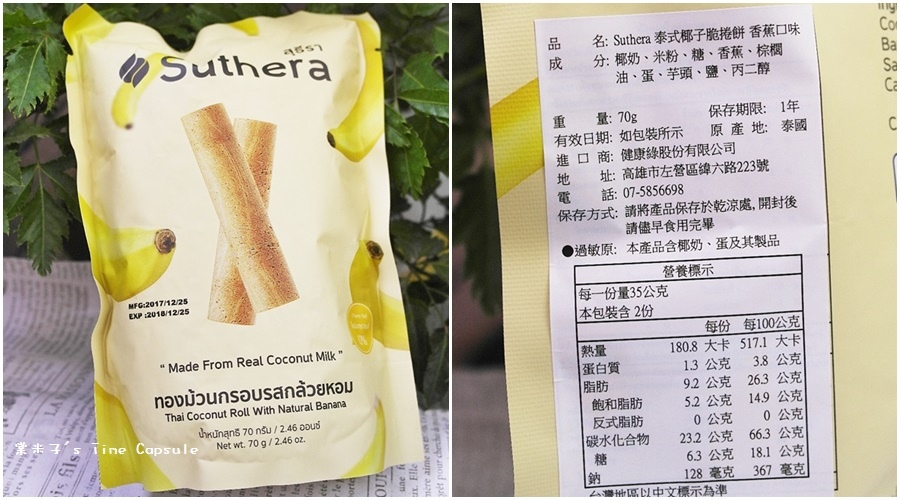 สุธีรา
Suthera
MFG:2017/12/25
EXP :2018/12/25
“ Made From Real Coconut Milk ”
ทองม้วนกรอบรสกล้วยหอม
Thai Coconut Roll With Natural Banana
น้ำหนักสุทธิ 70 กรัม / 2.46 ออนซ์
Net wt. 70 g / 2.46 oz.
's Time Capsule
品 名: Suthera 泰式椰子脆捲餅 香蕉口味
成 分: 椰奶、米粉、糖、香蕉、棕櫚
油、蛋、芋頭、鹽、丙二醇
重 量: 70g 保存期限: 1年
有效日期: 如包裝所示 原 產 地: 泰國
進 口 商: 健康綠股份有限公司
地 址: 高雄市左營區緯六路223號
電 話: 07-5856698
保存方式: 請將產品保存於乾涼處, 開封後
請儘早食用完畢
●過敏原: 本產品含椰奶、蛋及其製品
營養標示
每一份量35公克
本包裝含 2份
每份 每100公克
熱量 180.8 大卡 517.1 大卡
蛋白質 1.3 公克 3.8 公克
脂肪 9.2 公克 26.3 公克
飽和脂肪 5.2 公克 14.9 公克
反式脂肪 0 公克 0 公克
碳水化合物 23.2 公克 66.3 公克
糖 6.3 公克 18.1 公克
鈉 128 毫克 367 毫克
台灣地區以中文標示為準